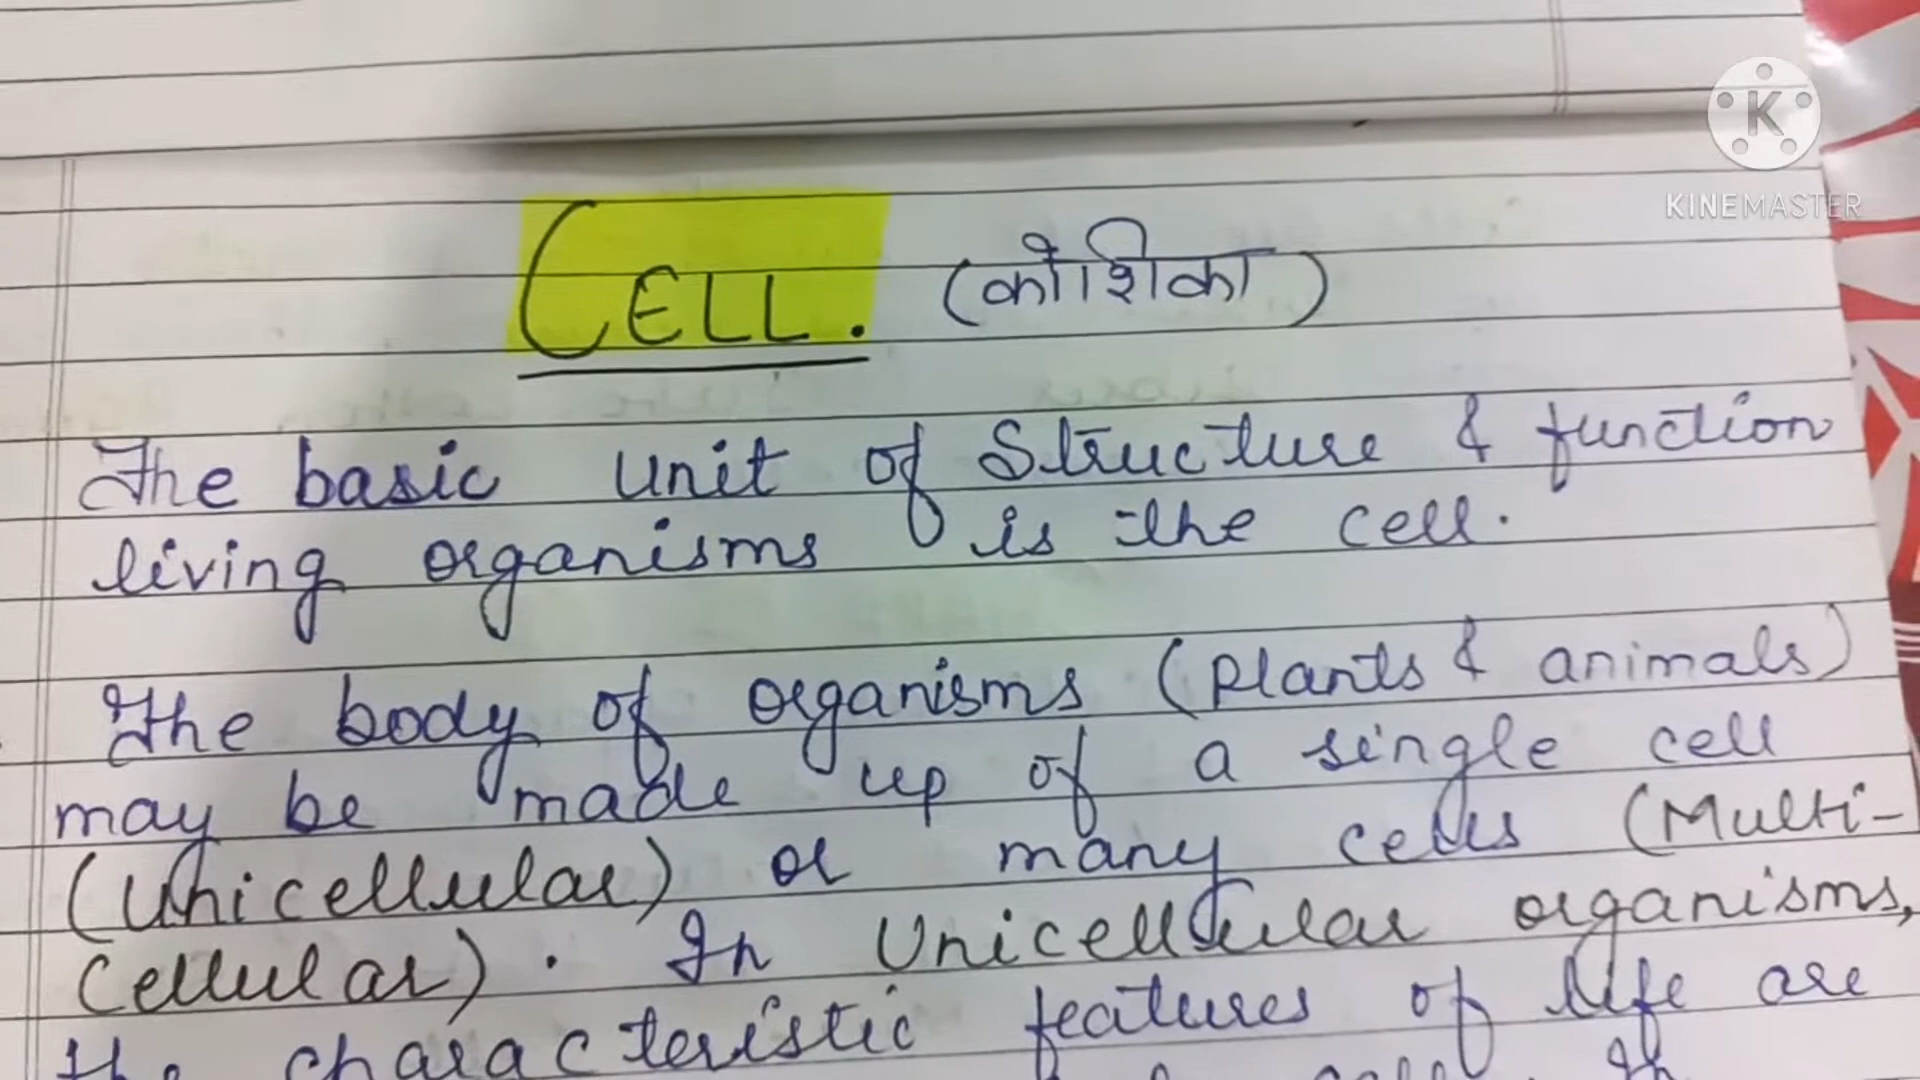 CELL. (कोशिका)
The basic unit of Structure & function
living organisms is the cell.
The body of organisms (Plants & animals)
may be made up of a single cell
(Unicellular) or many cells (Multi-
cellular). In Unicellular organisms,
the characteristic features of life are
K
KINEMASTER